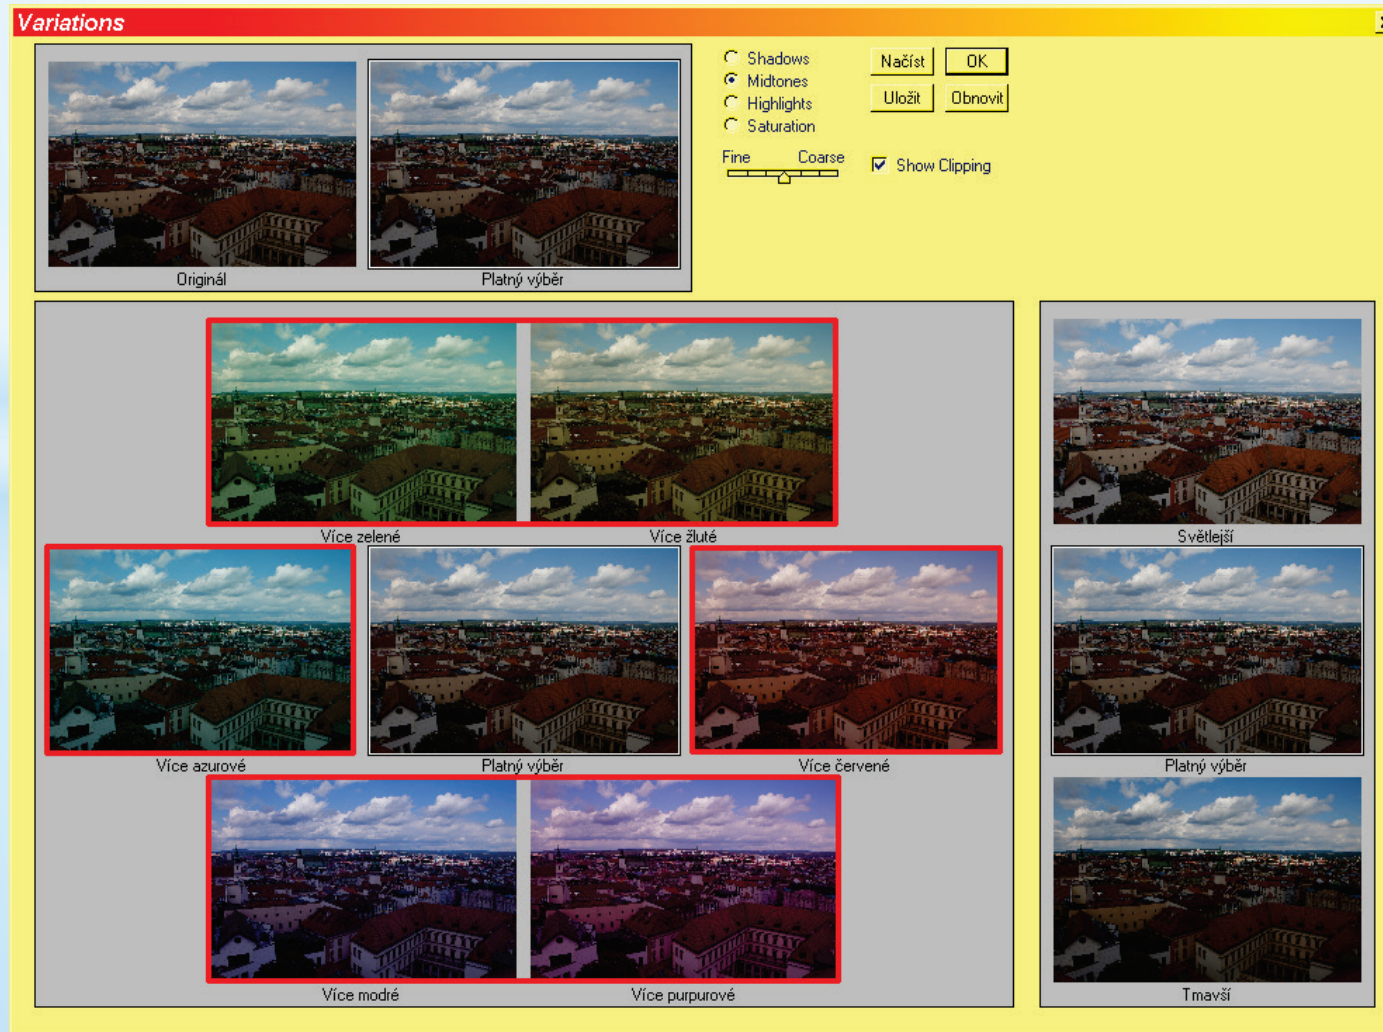 Variations
Shadows
Midtones
Highlights
Saturation
Načíst
OK
Uložit
Obnovit
Fine
Coarse
Show Clipping
Originál
Platný výběr
Více zelené
Více žluté
Více azurové
Platný výběr
Více červené
Více modré
Více purpurové
Světlejší
Platný výběr
Tmavší